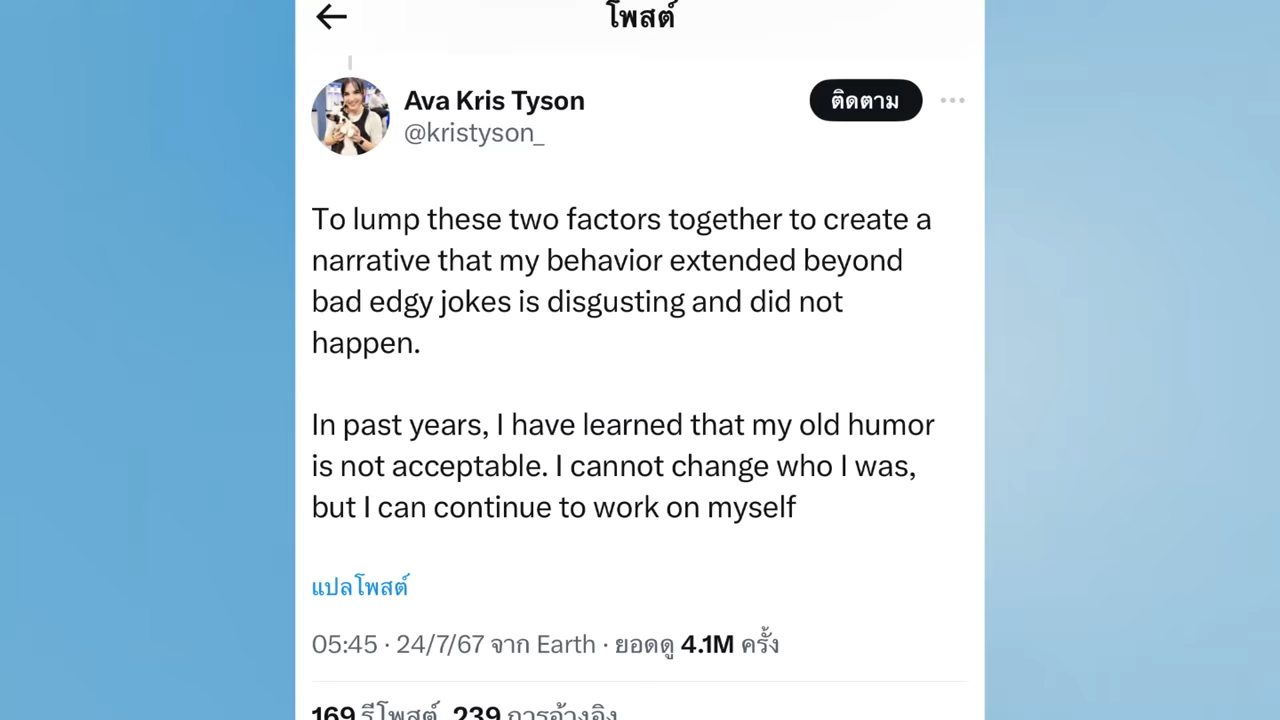 โพสต์
Ava Kris Tyson
ติดตาม
@kristyson_
To lump these two factors together to create a
narrative that my behavior extended beyond
bad edgy jokes is disgusting and did not
happen.
In past years, I have learned that my old humor
is not acceptable. I cannot change who I was,
but I can continue to work on myself
แปลโพสต์
05:45 · 24/7/67 จาก Earth · ยอดดู 4.1M ครั้ง
169 รีโพสต์ 239 การอ้างอิง